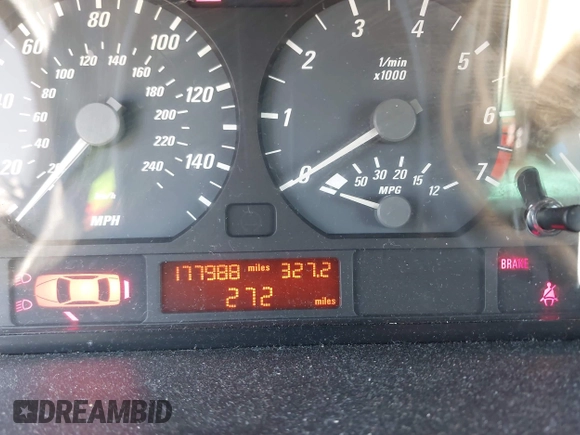 60 80 100 120 140
20 40 60 80 100 120 140 160 180 200 220 240
MPH
1/min
x1000
0 1 2 3 4 5 6 7
50 30 20 15 12
MPG
177988 miles 327.2
272 miles
BRAKE
DREAMBID